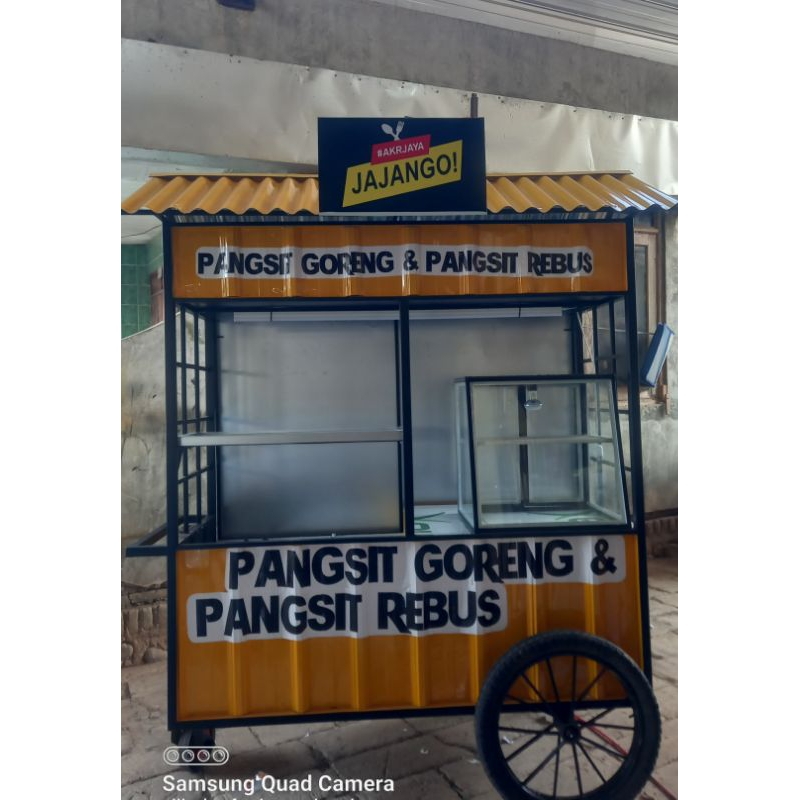 #AKRJAYA
JAJANGO!
PANGSIT GORENG & PANGSIT REBUS
PANGSIT GORENG &
PANGSIT REBUS
Samsung Quad Camera